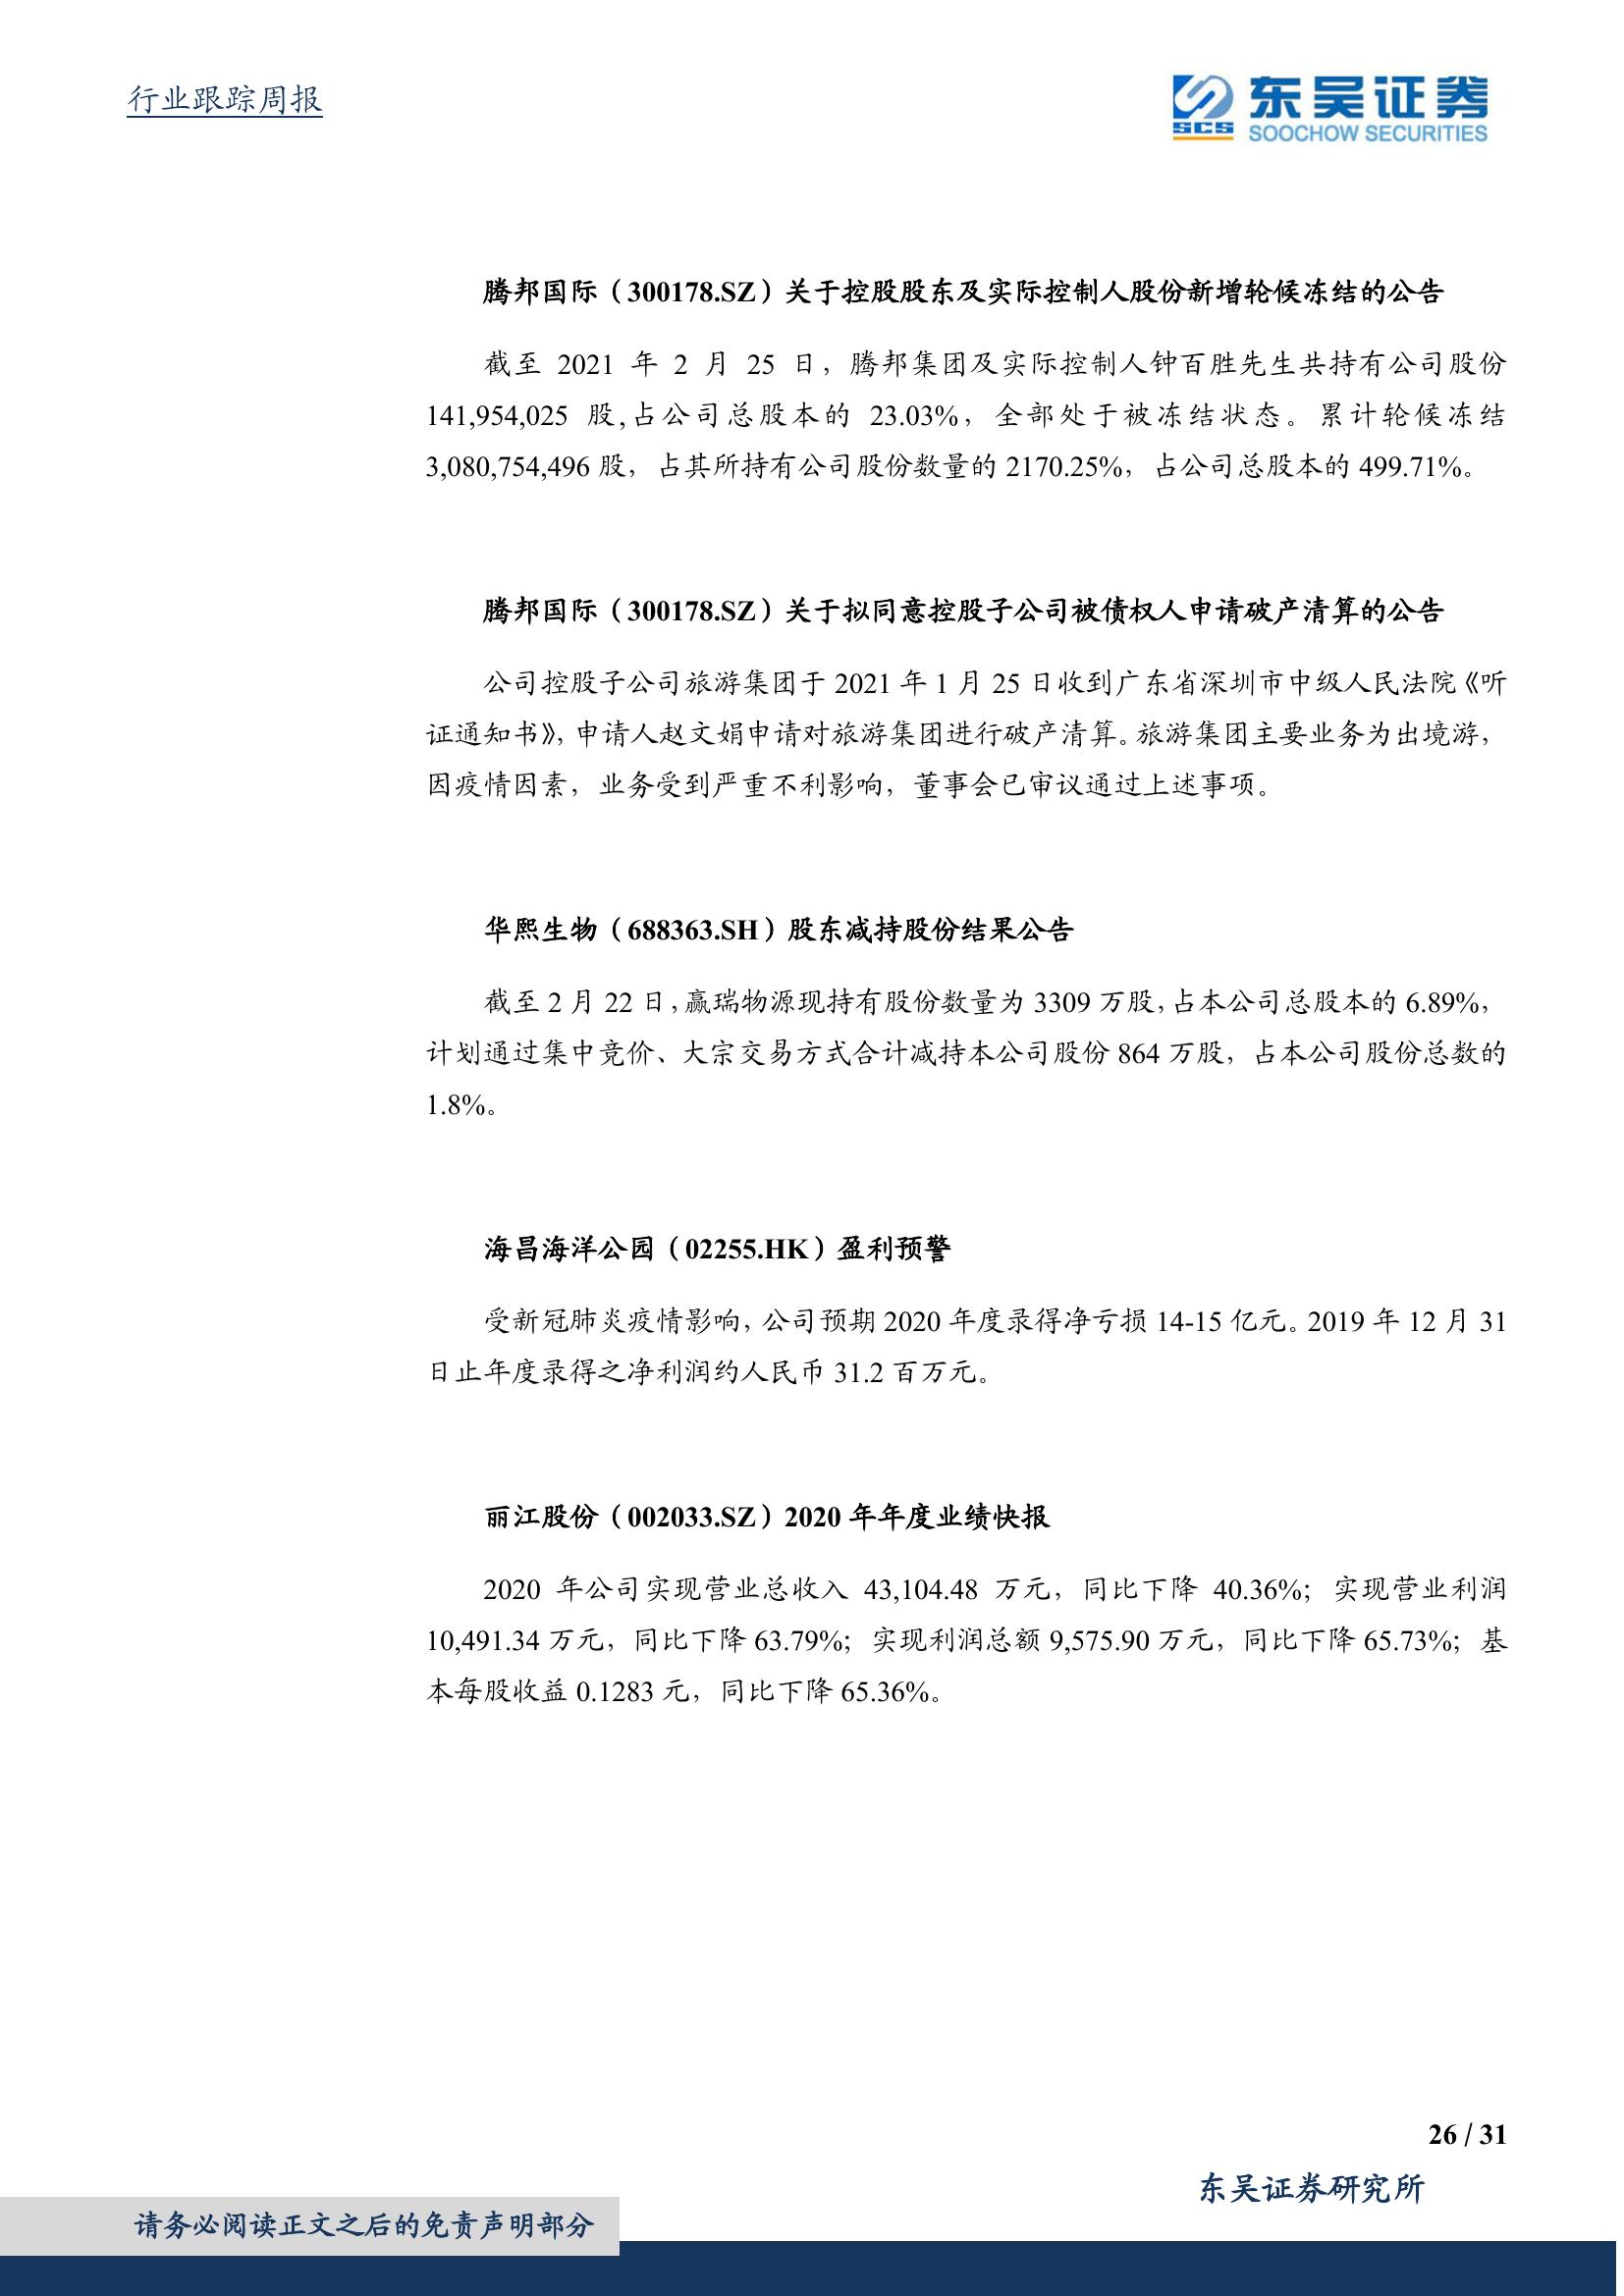 行业跟踪周报
SCS
东吴证券
SOOCHOW SECURITIES
腾邦国际（300178.SZ）关于控股股东及实际控制人股份新增轮候冻结的公告
截至 2021 年 2 月 25 日，腾邦集团及实际控制人钟百胜先生共持有公司股份
141,954,025 股,占公司总股本的 23.03%，全部处于被冻结状态。累计轮候冻结
3,080,754,496 股，占其所持有公司股份数量的 2170.25%，占公司总股本的 499.71%。
腾邦国际（300178.SZ）关于拟同意控股子公司被债权人申请破产清算的公告
公司控股子公司旅游集团于 2021 年 1 月 25 日收到广东省深圳市中级人民法院《听
证通知书》，申请人赵文娟申请对旅游集团进行破产清算。旅游集团主要业务为出境游，
因疫情因素，业务受到严重不利影响，董事会已审议通过上述事项。
华熙生物（688363.SH）股东减持股份结果公告
截至 2 月 22 日，赢瑞物源现持有股份数量为 3309 万股，占本公司总股本的 6.89%，
计划通过集中竞价、大宗交易方式合计减持本公司股份 864 万股，占本公司股份总数的
1.8%。
海昌海洋公园（02255.HK）盈利预警
受新冠肺炎疫情影响，公司预期 2020 年度录得净亏损 14-15 亿元。2019 年 12 月 31
日止年度录得之净利润约人民币 31.2 百万元。
丽江股份（002033.SZ）2020 年年度业绩快报
2020 年公司实现营业总收入 43,104.48 万元，同比下降 40.36%；实现营业利润
10,491.34 万元，同比下降 63.79%；实现利润总额 9,575.90 万元，同比下降 65.73%；基
本每股收益 0.1283 元，同比下降 65.36%。
26 / 31
东吴证券研究所
请务必阅读正文之后的免责声明部分